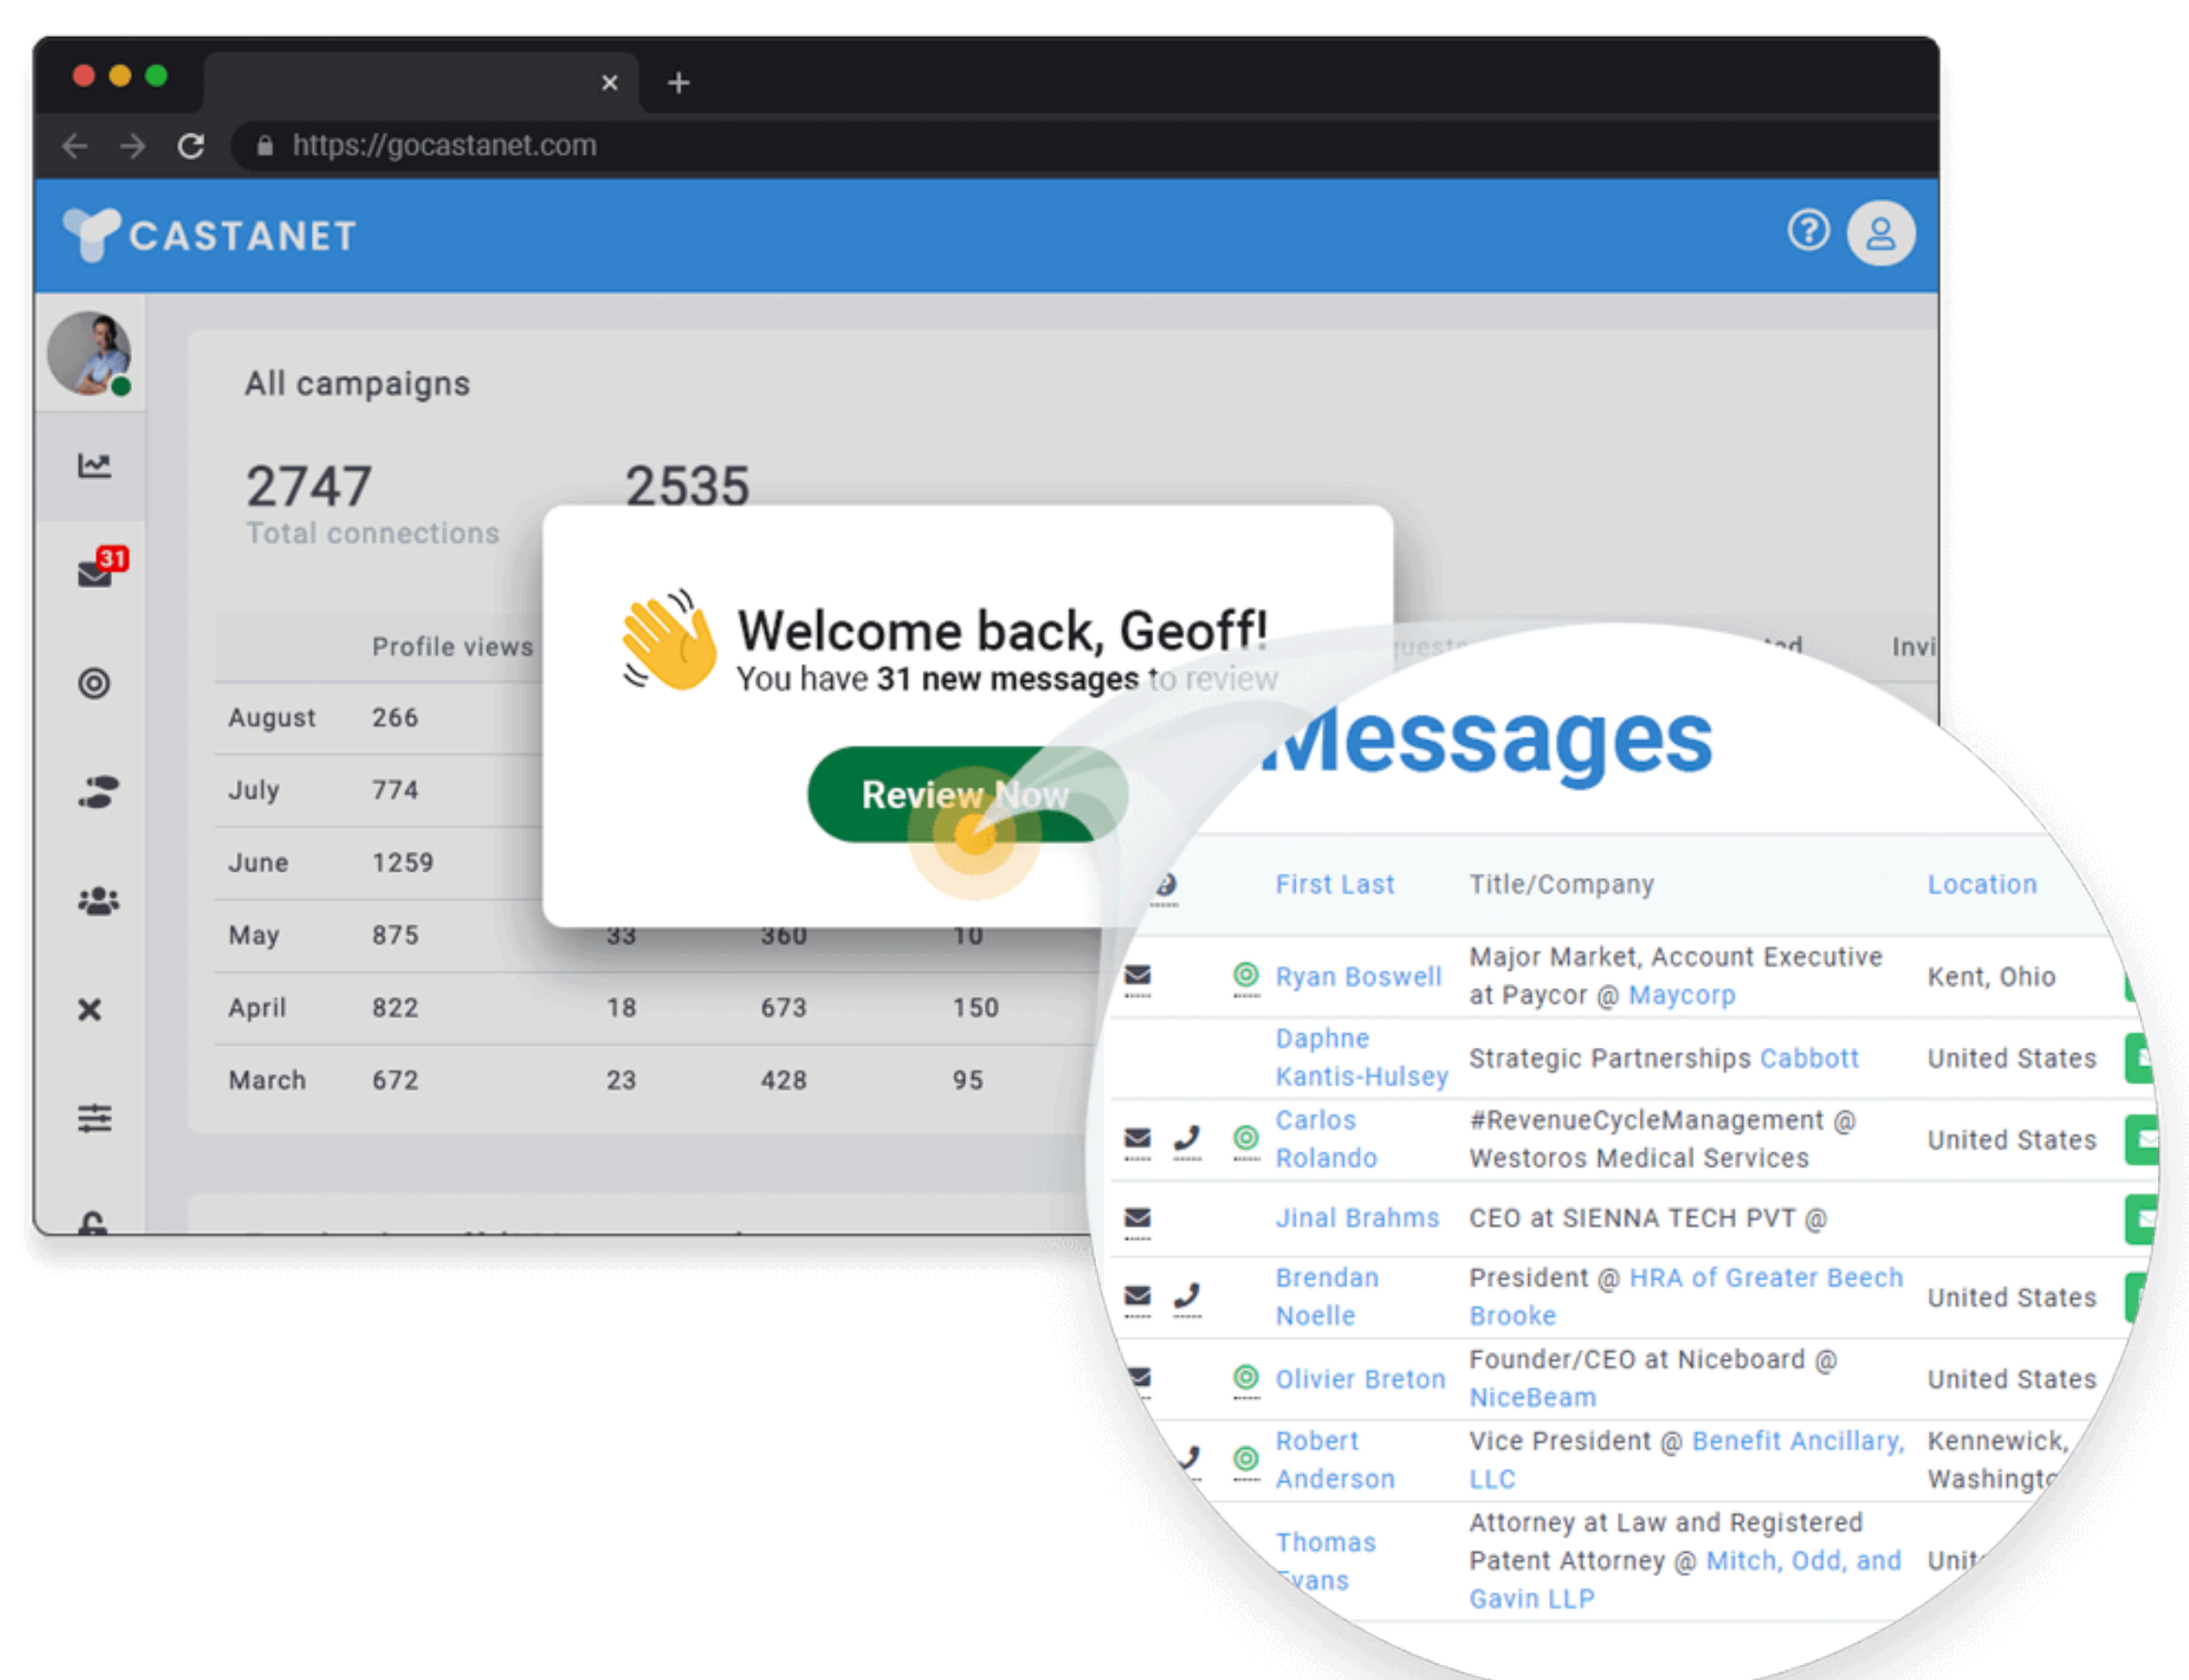 https://gocastanet.com
CASTANET
All campaigns
2747
2535
Total connections
31
Profile views
August 266
July 774
June 1259
May 875 33 360 10
April 822 18 673 150
March 672 23 428 95
Welcome back, Geoff!
You have 31 new messages to review
Review Now
Messages
First Last Title/Company Location
Ryan Boswell
Major Market, Account Executive
at Paycor @ Maycorp
Kent, Ohio
Daphne
Kantis-Hulsey
Strategic Partnerships Cabbott
United States
Carlos
Rolando
#RevenueCycleManagement @
Westoros Medical Services
United States
Jinal Brahms
CEO at SIENNA TECH PVT @
Brendan
Noelle
President @ HRA of Greater Beech
Brooke
United States
Olivier Breton
Founder/CEO at Niceboard @
NiceBeam
United States
Robert
Anderson
Vice President @ Benefit Ancillary,
LLC
Kennewick,
Thomas
Evans
Attorney at Law and Registered
Patent Attorney @ Mitch, Odd, and
Gavin LLP